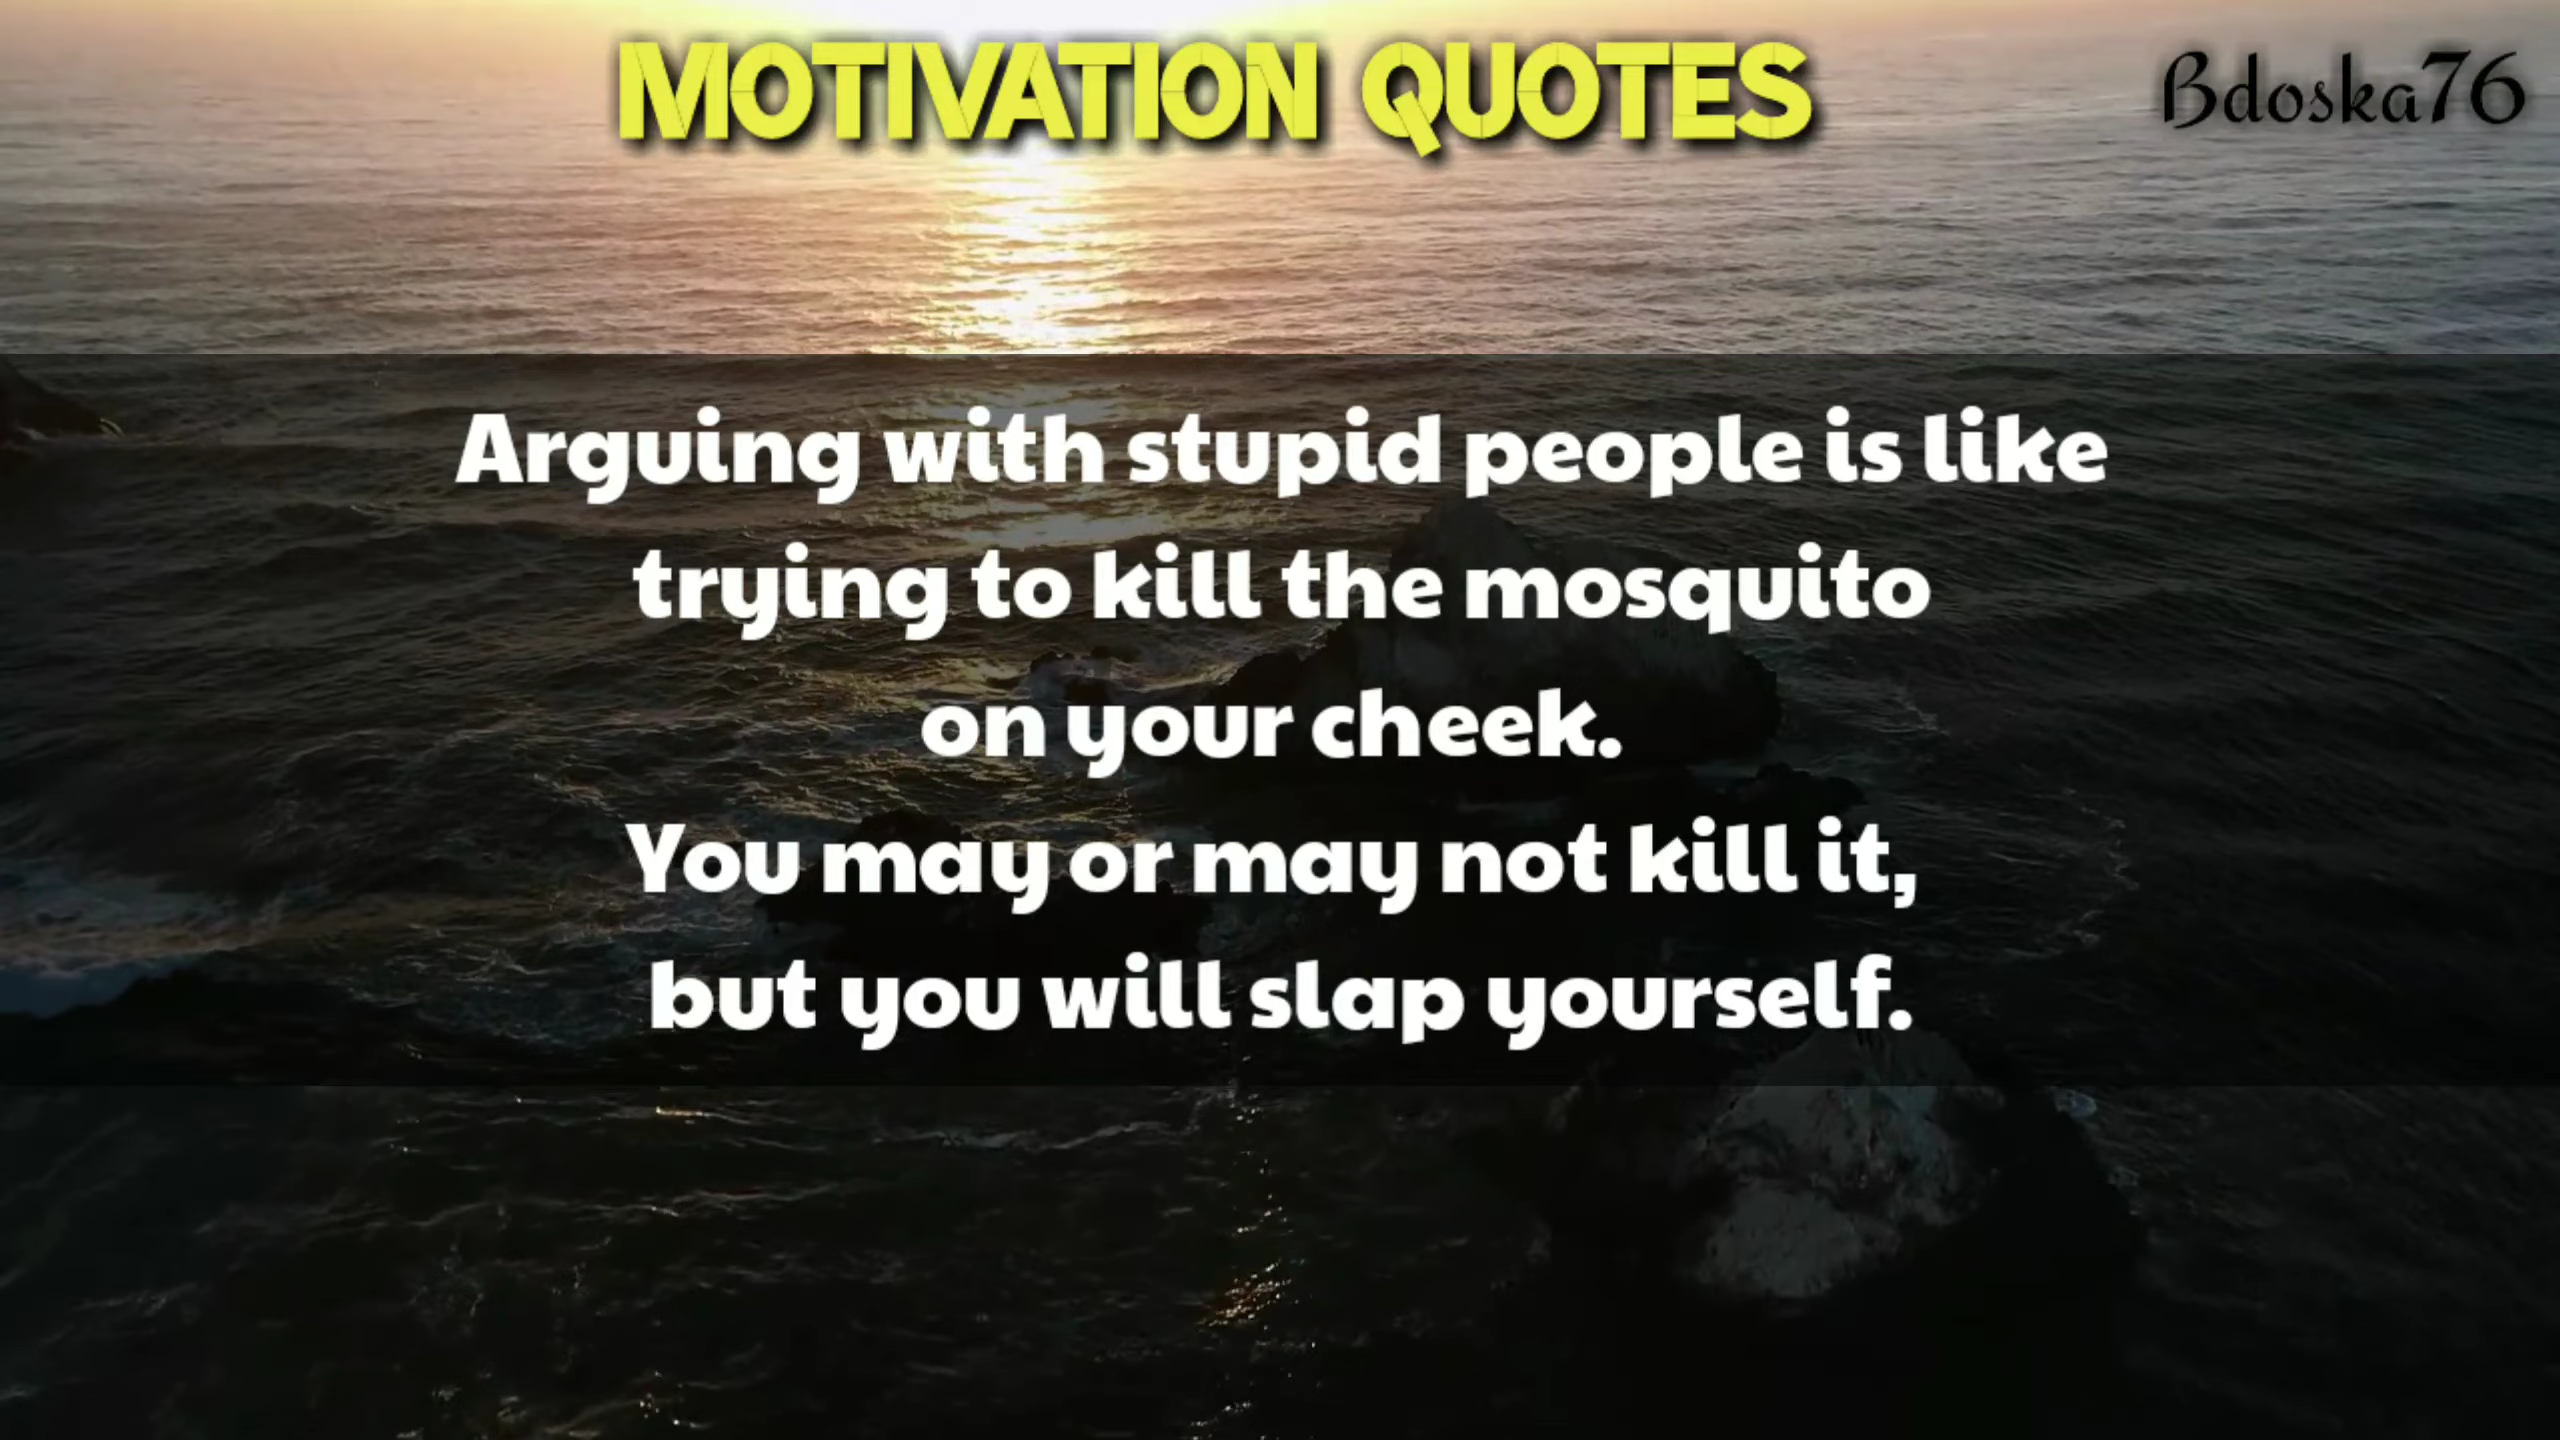 MOTIVATION QUOTES
Bdoska76
Arguing with stupid people is like
trying to kill the mosquito
on your cheek.
You may or may not kill it,
but you will slap yourself.